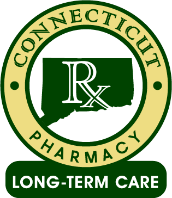 • CONNECTICUT •
Rx
PHARMACY
LONG-TERM CARE